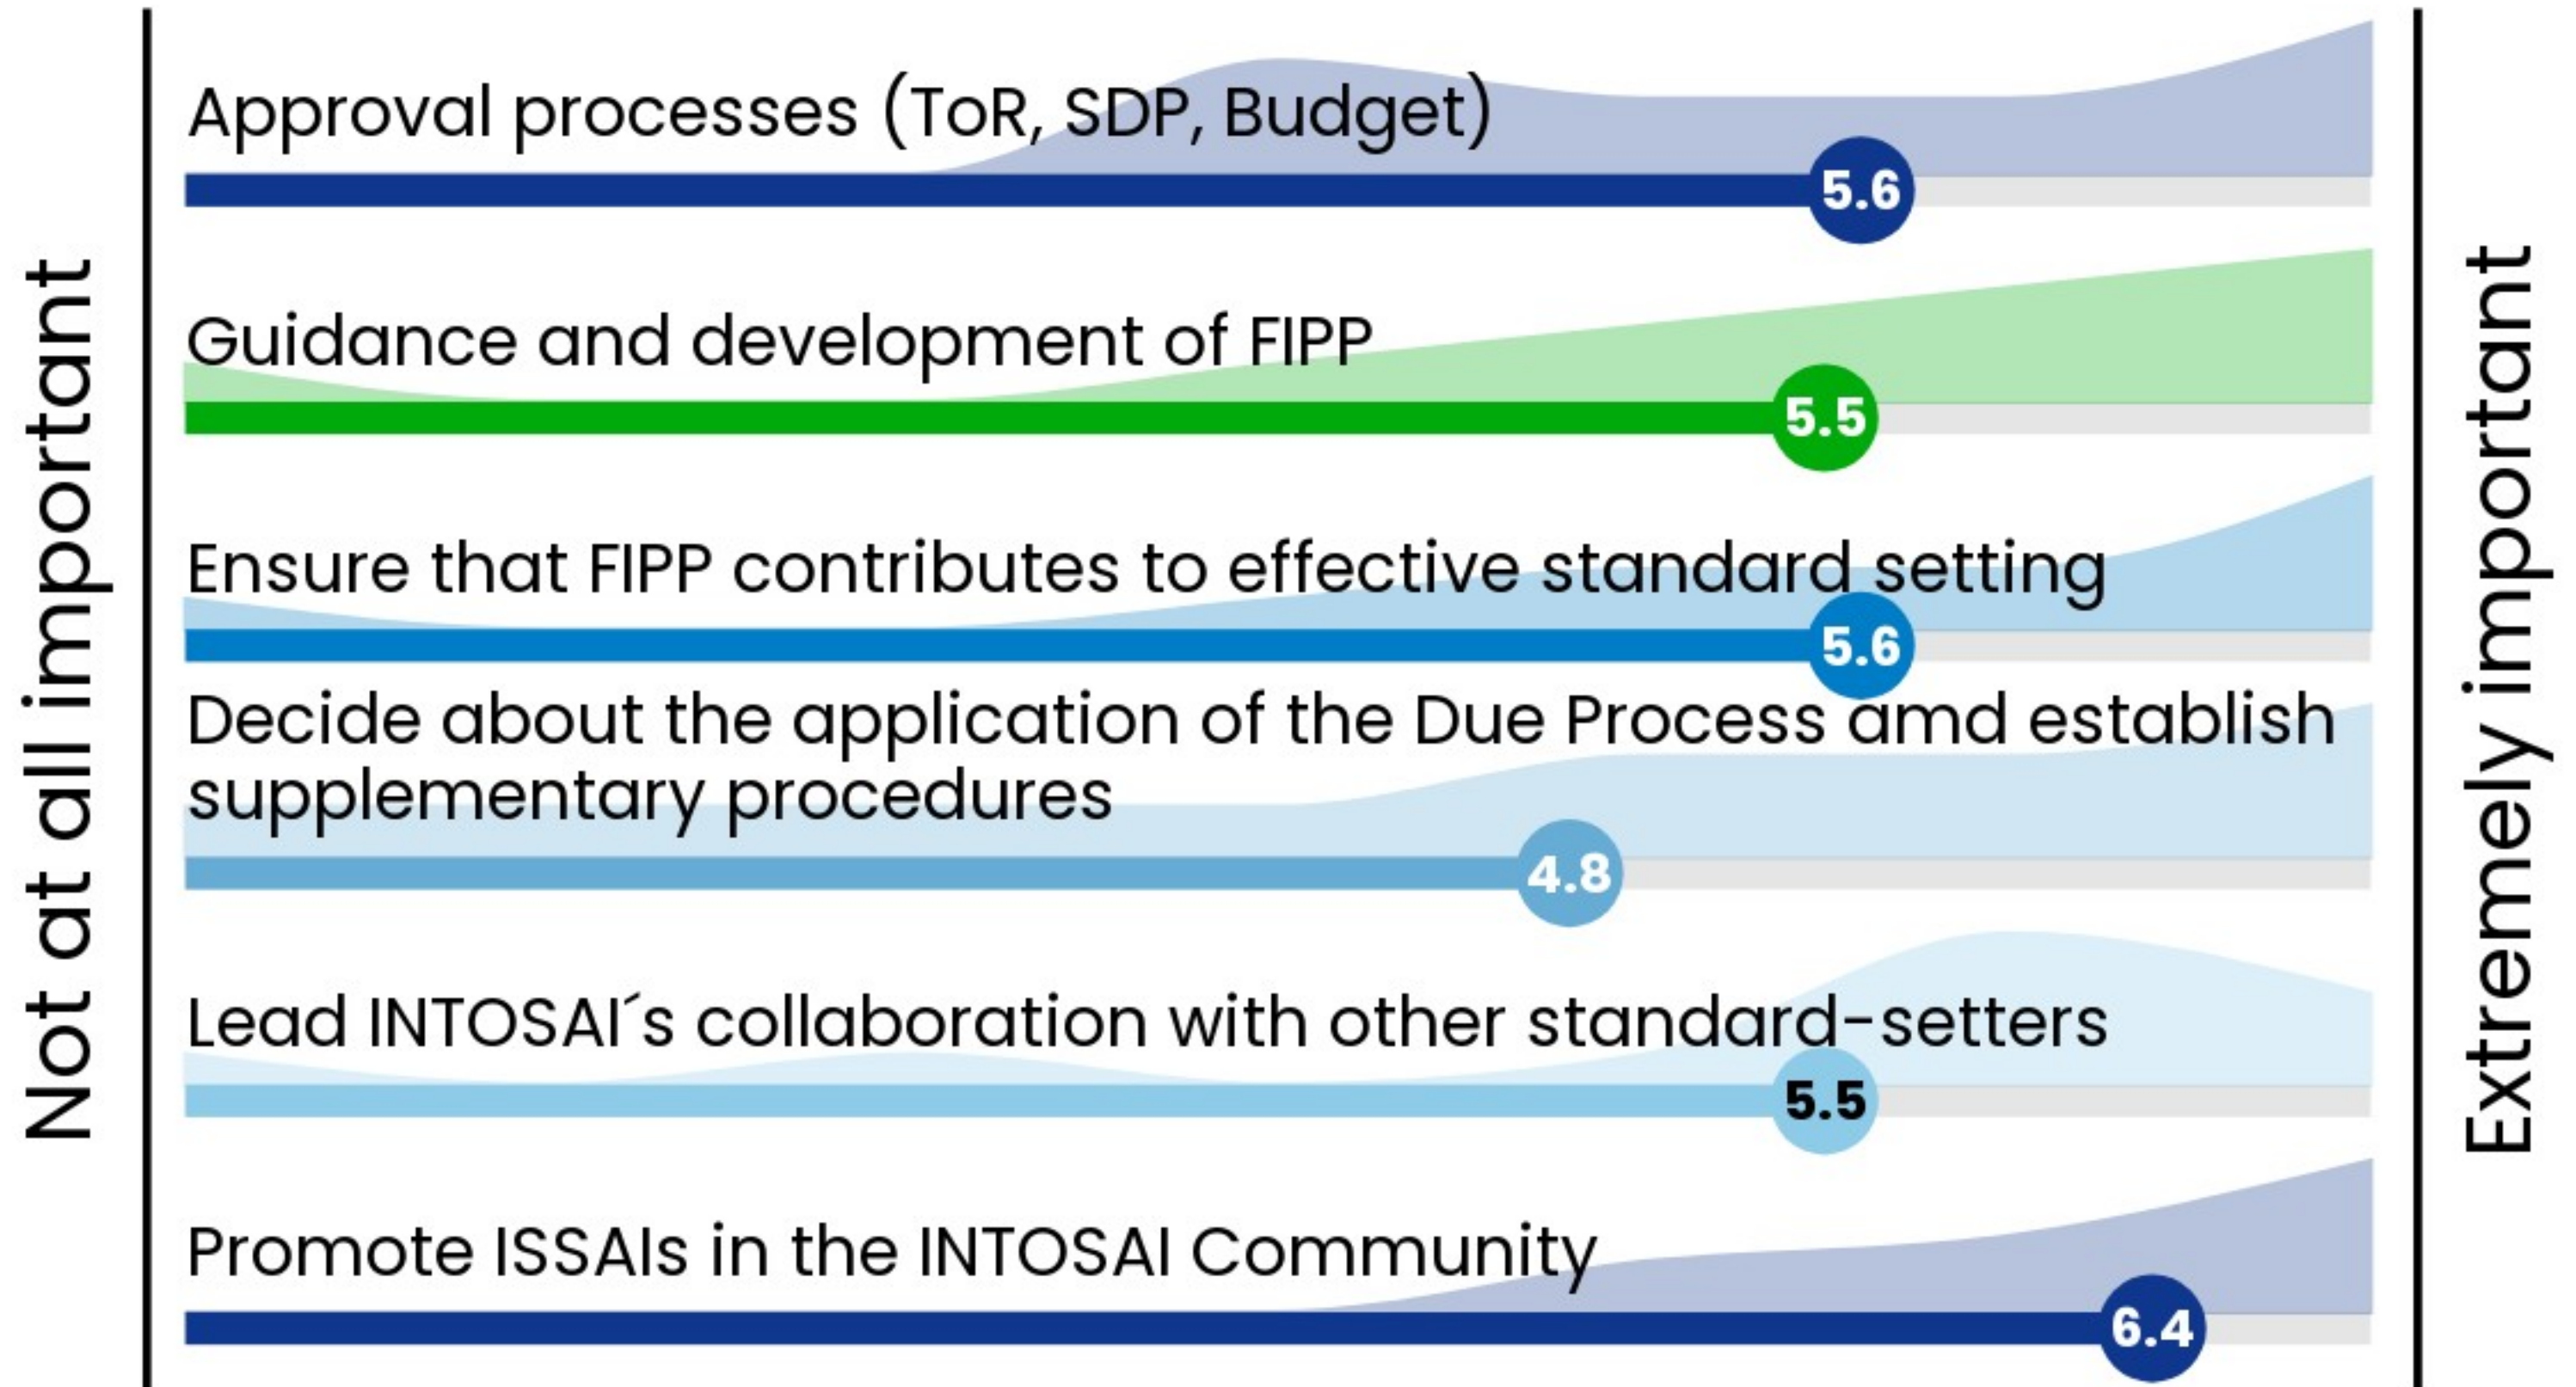 Not at all important
Approval processes (ToR, SDP, Budget)
5.6
Guidance and development of FIPP
5.5
Ensure that FIPP contributes to effective standard setting
5.6
Decide about the application of the Due Process amd establish
supplementary procedures
4.8
Lead INTOSAI´s collaboration with other standard-setters
5.5
Promote ISSAIs in the INTOSAI Community
6.4
Extremely important